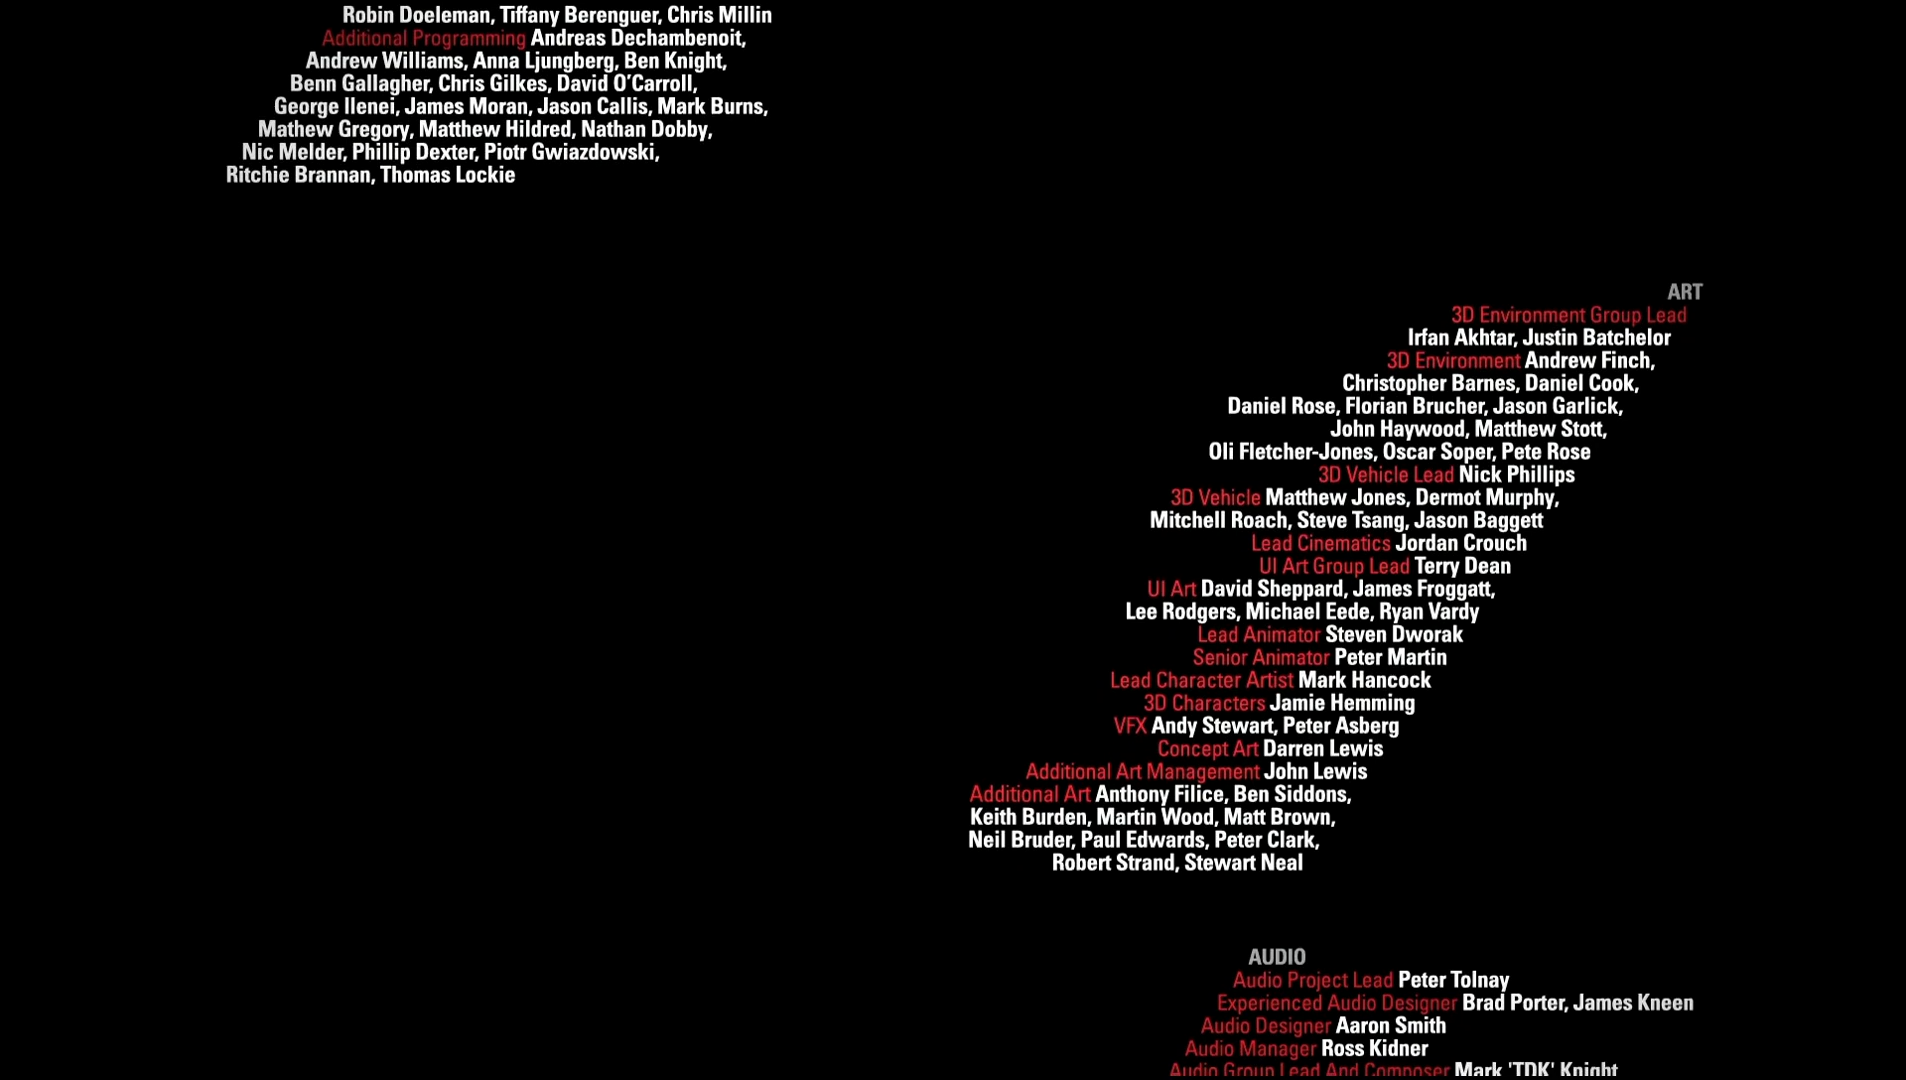 Robin Doeleman, Tiffany Berenguer, Chris Millin
Additional Programming Andreas Dechambenoit,
Andrew Williams, Anna Ljungberg, Ben Knight,
Benn Gallagher, Chris Gilkes, David O'Carroll,
George Ilenei, James Moran, Jason Callis, Mark Burns,
Mathew Gregory, Matthew Hildred, Nathan Dobby,
Nic Melder, Phillip Dexter, Piotr Gwiazdowski,
Ritchie Brannan, Thomas Lockie
ART
3D Environment Group Lead
Irfan Akhtar, Justin Batchelor
3D Environment Andrew Finch,
Christopher Barnes, Daniel Cook,
Daniel Rose, Florian Brucher, Jason Garlick,
John Haywood, Matthew Stott,
Oli Fletcher-Jones, Oscar Soper, Pete Rose
3D Vehicle Lead Nick Phillips
3D Vehicle Matthew Jones, Dermot Murphy,
Mitchell Roach, Steve Tsang, Jason Baggett
Lead Cinematics Jordan Crouch
UI Art Group Lead Terry Dean
UI Art David Sheppard, James Froggatt,
Lee Rodgers, Michael Eede, Ryan Vardy
Lead Animator Steven Dworak
Senior Animator Peter Martin
Lead Character Artist Mark Hancock
3D Characters Jamie Hemming
VFX Andy Stewart, Peter Asberg
Concept Art Darren Lewis
Additional Art Management John Lewis
Additional Art Anthony Filice, Ben Siddons,
Keith Burden, Martin Wood, Matt Brown,
Neil Bruder, Paul Edwards, Peter Clark,
Robert Strand, Stewart Neal
AUDIO
Audio Project Lead Peter Tolnay
Experienced Audio Designer Brad Porter, James Kneen
Audio Designer Aaron Smith
Audio Manager Ross Kidner
Audio Group Lead And Composer Mark 'TDK' Knight